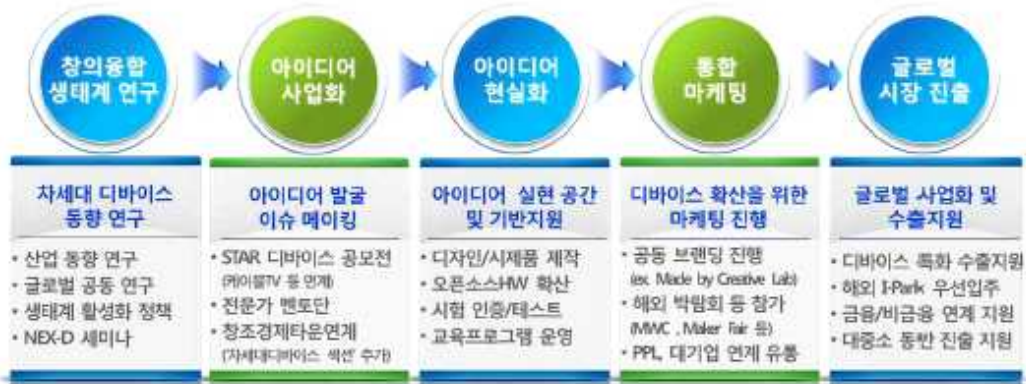 창의융합
생태계 연구
아이디어
사업화
아이디어
현실화
통합
마케팅
글로벌
시장 진출
차세대 디바이스
동향 연구
• 산업 동향 연구
• 글로벌 공동 연구
• 생태계 활성화 정책
• NEX-D 세미나
아이디어 발굴
이슈 메이킹
• STAR 디바이스 공모전
(케이블TV 등 연계)
• 전문가 멘토단
• 창조경제타운연계
('차세대디바이스 섹션' 추가)
아이디어 실현 공간
및 기반지원
• 디자인/시제품 제작
• 오픈소스HW 확산
• 시험 인증/테스트
• 교육프로그램 운영
디바이스 확산을 위한
마케팅 진행
• 공동 브랜딩 진행
(ex. Made by Creative Lab)
• 해외 박람회 등 참가
(MWC , Maker Fair 등)
• PPL, 대기업 연계 유통
글로벌 사업화 및
수출지원
• 디바이스 특화 수출지원
• 해외 I-Park 우선입주
• 금융/비금융 연계 지원
• 대중소 동반 진출 지원